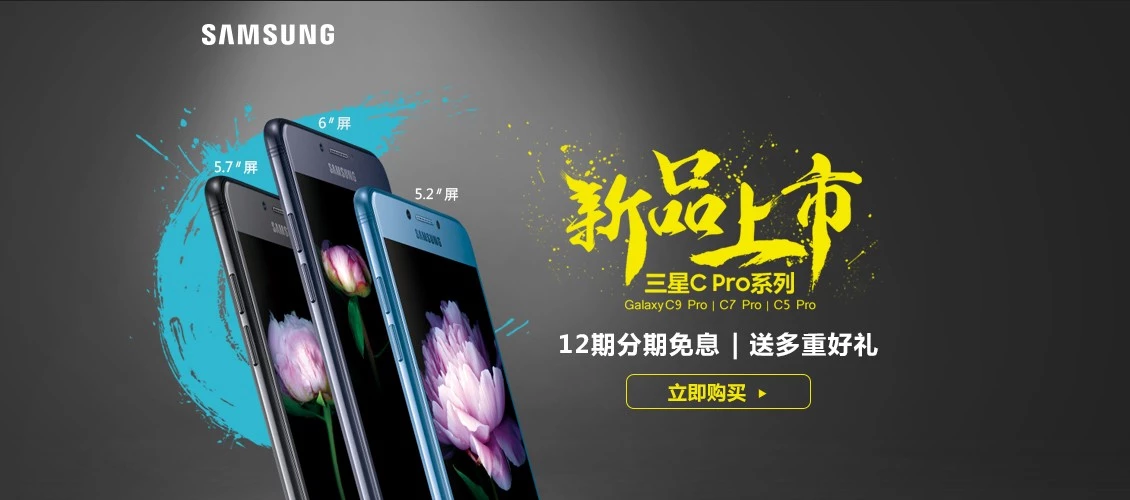 SAMSUNG
6″屏
5.7″屏
5.2″屏
SAMSUNG
SAMSUNG
新品上市
三星C Pro系列
Galaxy C9 Pro | C7 Pro | C5 Pro
12期分期免息 | 送多重好礼
立即购买